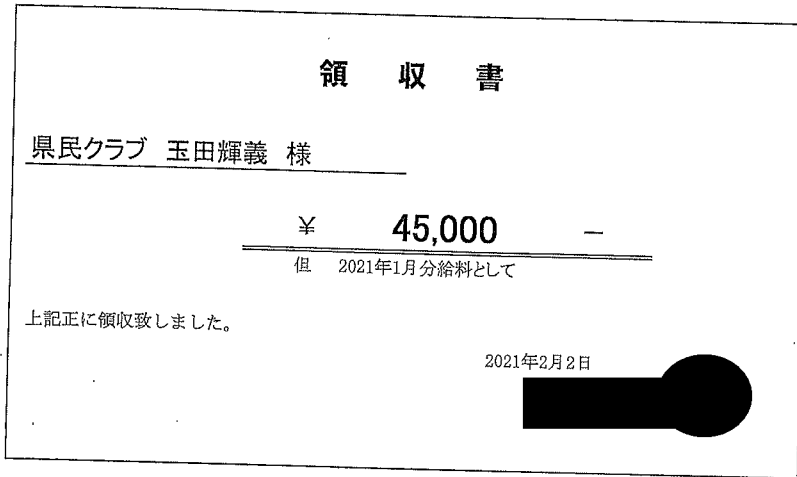 領 収 書
県民クラブ 玉田輝義 様
¥ 45,000 −
但 2021年1月分給料として
上記正に領収致しました。
2021年2月2日